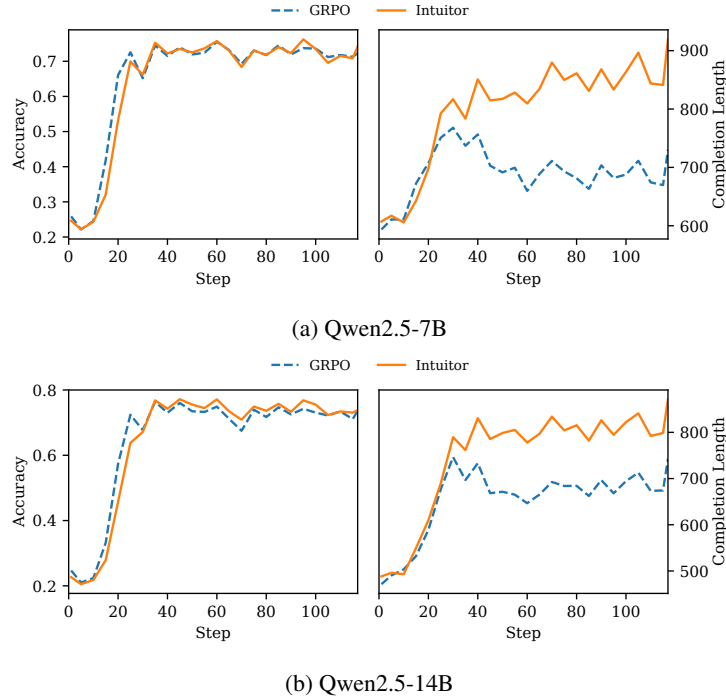 GRPO Intuitor
0.7
0.6
0.5
0.4
0.3
0.2
Accuracy
0 20 40 60 80 100
Step
900
800
700
600
Completion Length
0 20 40 60 80 100
Step
(a) Qwen2.5-7B
GRPO Intuitor
0.8
0.6
0.4
0.2
Accuracy
0 20 40 60 80 100
Step
800
700
600
500
Completion Length
0 20 40 60 80 100
Step
(b) Qwen2.5-14B